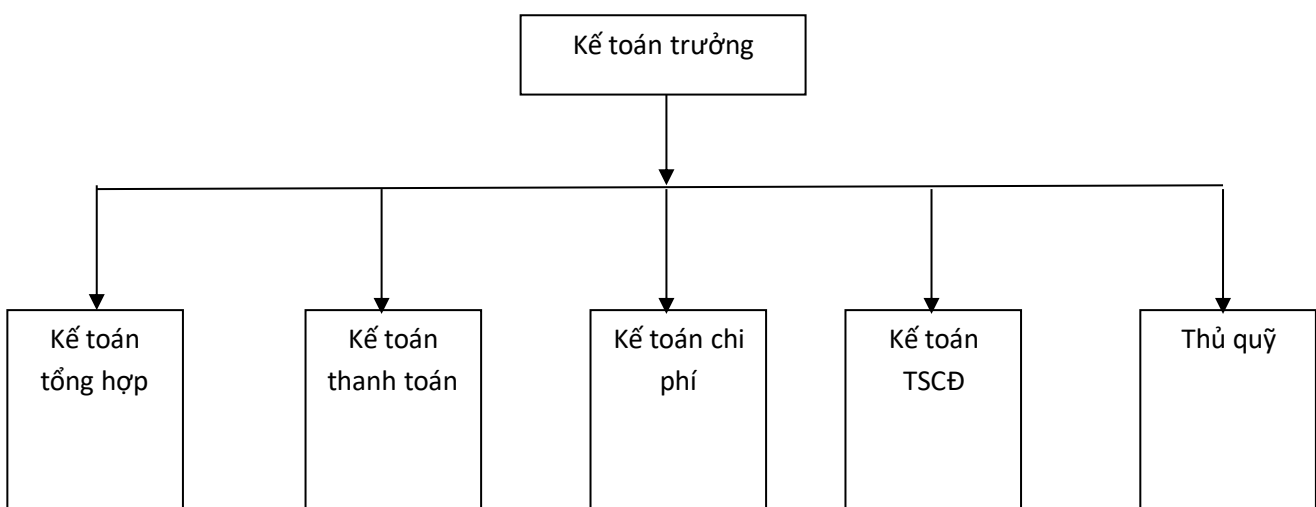 Kế toán trưởng
Kế toán
tổng hợp
Kế toán
thanh toán
Kế toán chi
phí
Kế toán
TSCĐ
Thủ quỹ